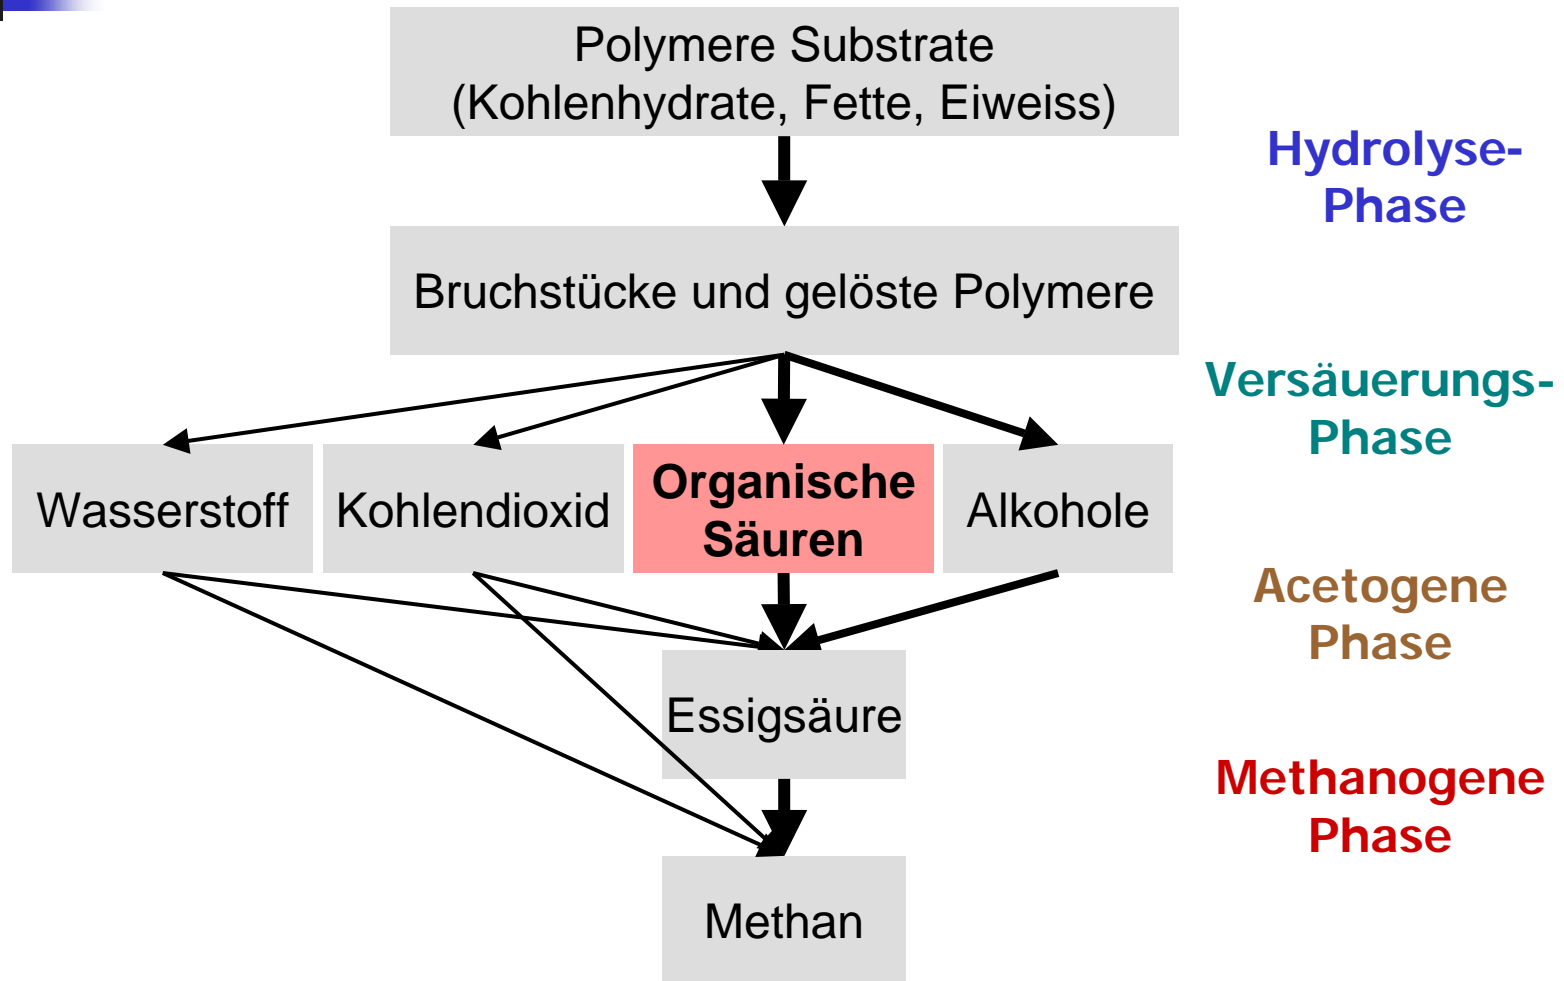 Polymere Substrate
(Kohlenhydrate, Fette, Eiweiss)
Hydrolyse-
Phase
Bruchstücke und gelöste Polymere
Versäuerungs-
Phase
Wasserstoff
Kohlendioxid
Organische
Säuren
Alkohole
Acetogene
Phase
Essigsäure
Methanogene
Phase
Methan